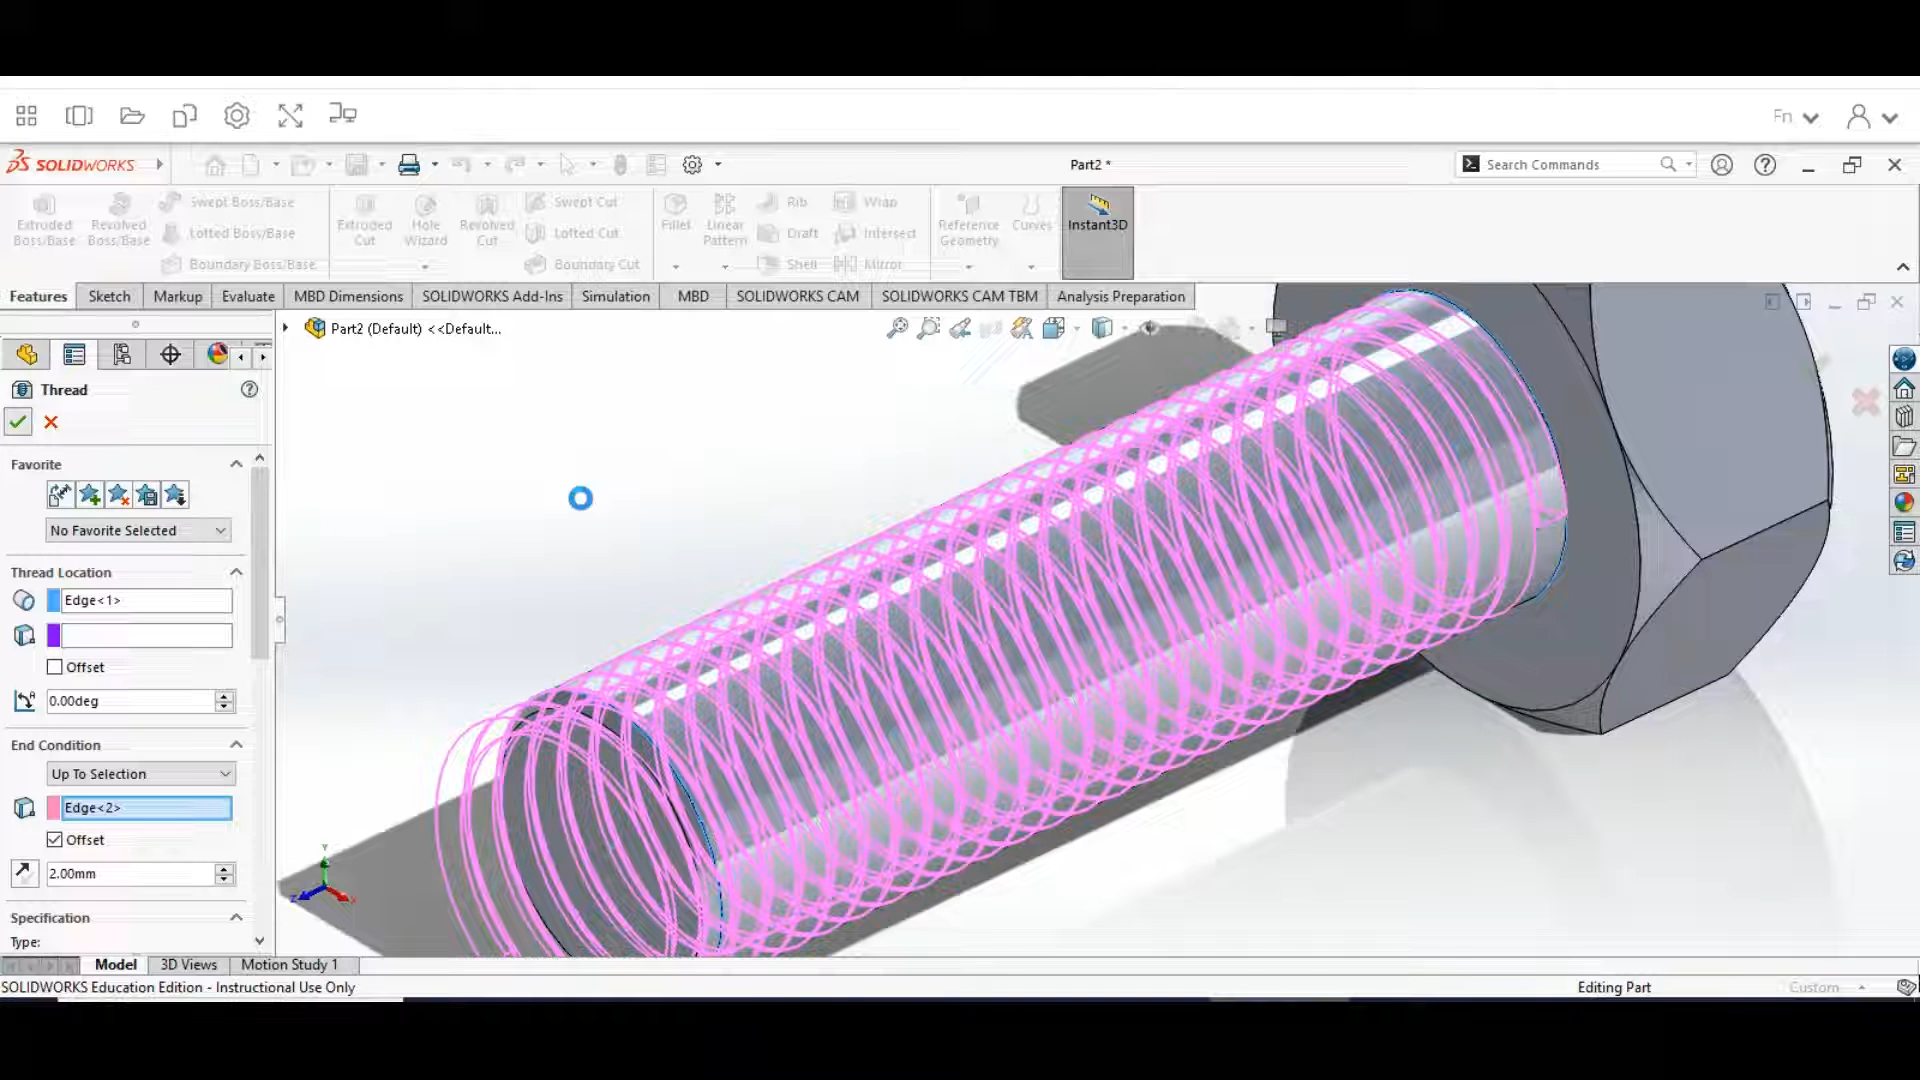 Fn
SOLIDWORKS
Part2 *
Search Commands
Extruded Boss/Base
Revolved Boss/Base
Swept Boss/Base
Lofted Boss/Base
Boundary Boss/Base
Extruded Cut
Hole Wizard
Revolved Cut
Swept Cut
Lofted Cut
Boundary Cut
Fillet
Linear Pattern
Rib
Draft
Shell
Wrap
Intersect
Mirror
Reference Geometry
Curves
Instant3D
Features Sketch Markup Evaluate MBD Dimensions SOLIDWORKS Add-Ins Simulation MBD SOLIDWORKS CAM SOLIDWORKS CAM TBM Analysis Preparation
Part2 (Default) <<Default...
Thread
Favorite
No Favorite Selected
Thread Location
Edge<1>
Offset
0.00deg
End Condition
Up To Selection
Edge<2>
Offset
2.00mm
Specification
Type:
Y
Z
X
Model 3D Views Motion Study 1
SOLIDWORKS Education Edition - Instructional Use Only
Editing Part
Custom